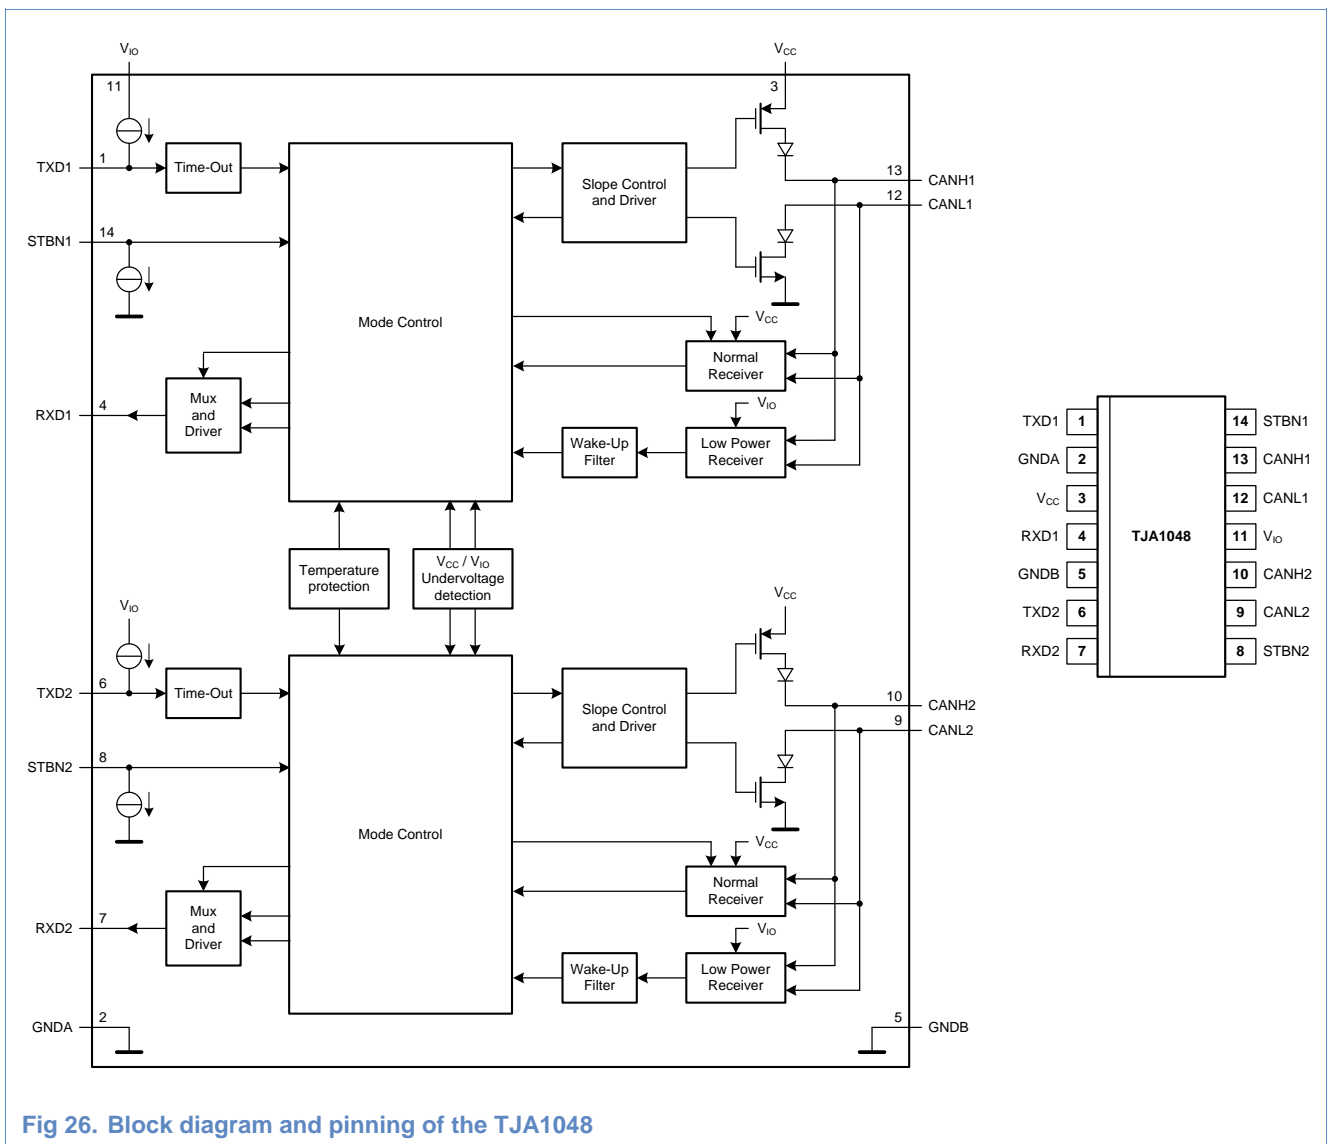 VIO
VCC
11
3
TXD1
1
Time-Out
Slope Control
and Driver
13
CANH1
12
CANL1
STBN1
14
Mode Control
VCC
Normal
Receiver
RXD1
4
Mux
and
Driver
VIO
Wake-Up
Filter
Low Power
Receiver
Temperature
protection
VCC / VIO
Undervoltage
detection
VIO
VCC
TXD2
6
Time-Out
Slope Control
and Driver
10
CANH2
9
CANL2
STBN2
8
Mode Control
VCC
Normal
Receiver
RXD2
7
Mux
and
Driver
VIO
Wake-Up
Filter
Low Power
Receiver
GNDA
2
5
GNDB
TXD1 1
14 STBN1
GNDA 2
13 CANH1
VCC 3
12 CANL1
RXD1 4
TJA1048
11 VIO
GNDB 5
10 CANH2
TXD2 6
9 CANL2
RXD2 7
8 STBN2
Fig 26. Block diagram and pinning of the TJA1048